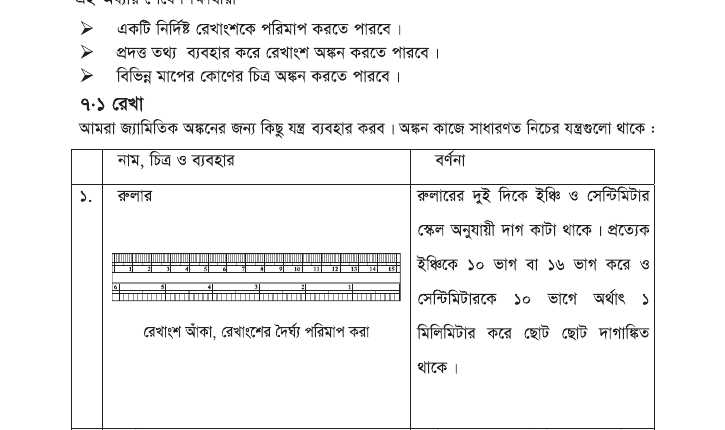 ➢ একটি নির্দিষ্ট রেখাংশকে পরিমাপ করতে পারবে ।
➢ প্রদত্ত তথ্য ব্যবহার করে রেখাংশ অঙ্কন করতে পারবে ।
➢ বিভিন্ন মাপের কোণের চিত্র অঙ্কন করতে পারবে ।
৭·১ রেখা
আমরা জ্যামিতিক অঙ্কনের জন্য কিছু যন্ত্র ব্যবহার করব । অঙ্কন কাজে সাধারণত নিচের যন্ত্রগুলো থাকে :
নাম, চিত্র ও ব্যবহার
বর্ণনা
১.
রুলার
1 2 3 4 5 6 7 8 9 10 11 12 13 14 15
6 5 4 3 2 1
রেখাংশ আঁকা, রেখাংশের দৈর্ঘ্য পরিমাপ করা
রুলারের দুই দিকে ইঞ্চি ও সেন্টিমিটার
স্কেল অনুযায়ী দাগ কাটা থাকে । প্রত্যেক
ইঞ্চিকে ১০ ভাগ বা ১৬ ভাগ করে ও
সেন্টিমিটারকে ১০ ভাগে অর্থাৎ ১
মিলিমিটার করে ছোট ছোট দাগাঙ্কিত
থাকে ।